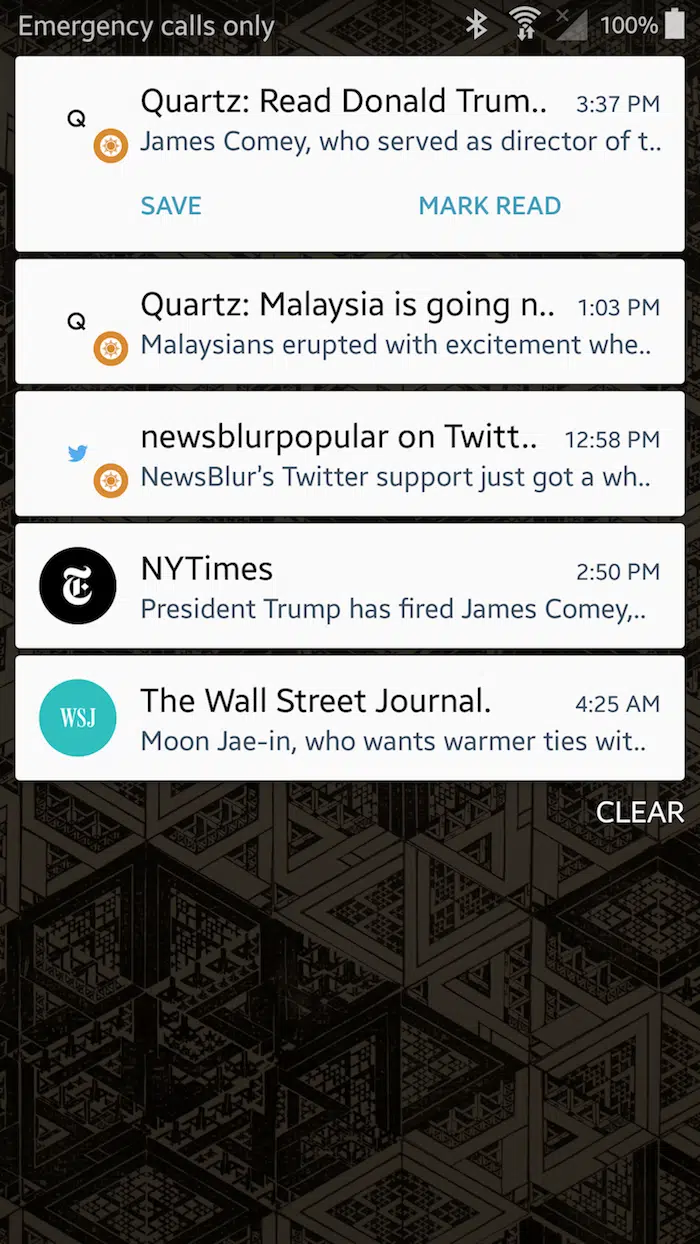 Emergency calls only 100%
Q Quartz: Read Donald Trum.. 3:37 PM
James Comey, who served as director of t..
SAVE MARK READ
Q Quartz: Malaysia is going n.. 1:03 PM
Malaysians erupted with excitement whe..
newsblurpopular on Twitt.. 12:58 PM
NewsBlur's Twitter support just got a wh..
T NYTimes 2:50 PM
President Trump has fired James Comey,..
WSJ The Wall Street Journal. 4:25 AM
Moon Jae-in, who wants warmer ties wit..
CLEAR